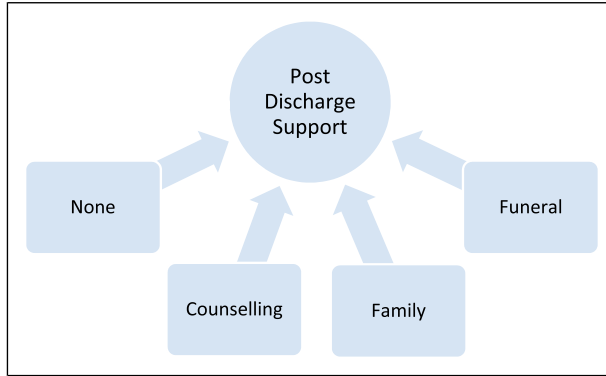 Post
Discharge
Support
None
Funeral
Counselling
Family